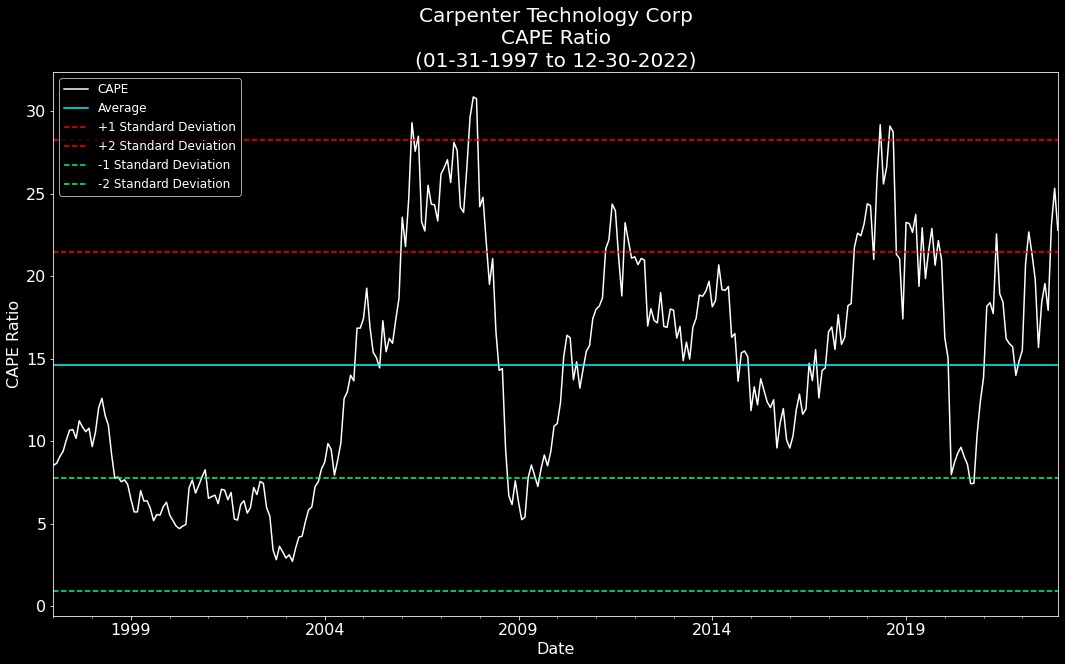 Carpenter Technology Corp
CAPE Ratio
(01-31-1997 to 12-30-2022)
CAPE
Average
+1 Standard Deviation
+2 Standard Deviation
-1 Standard Deviation
-2 Standard Deviation
CAPE Ratio
30
25
20
15
10
5
0
1999
2004
2009
2014
2019
Date